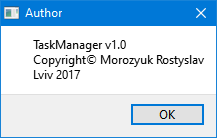 Author
TaskManager v1.0
Copyright© Morozyuk Rostyslav
Lviv 2017
OK